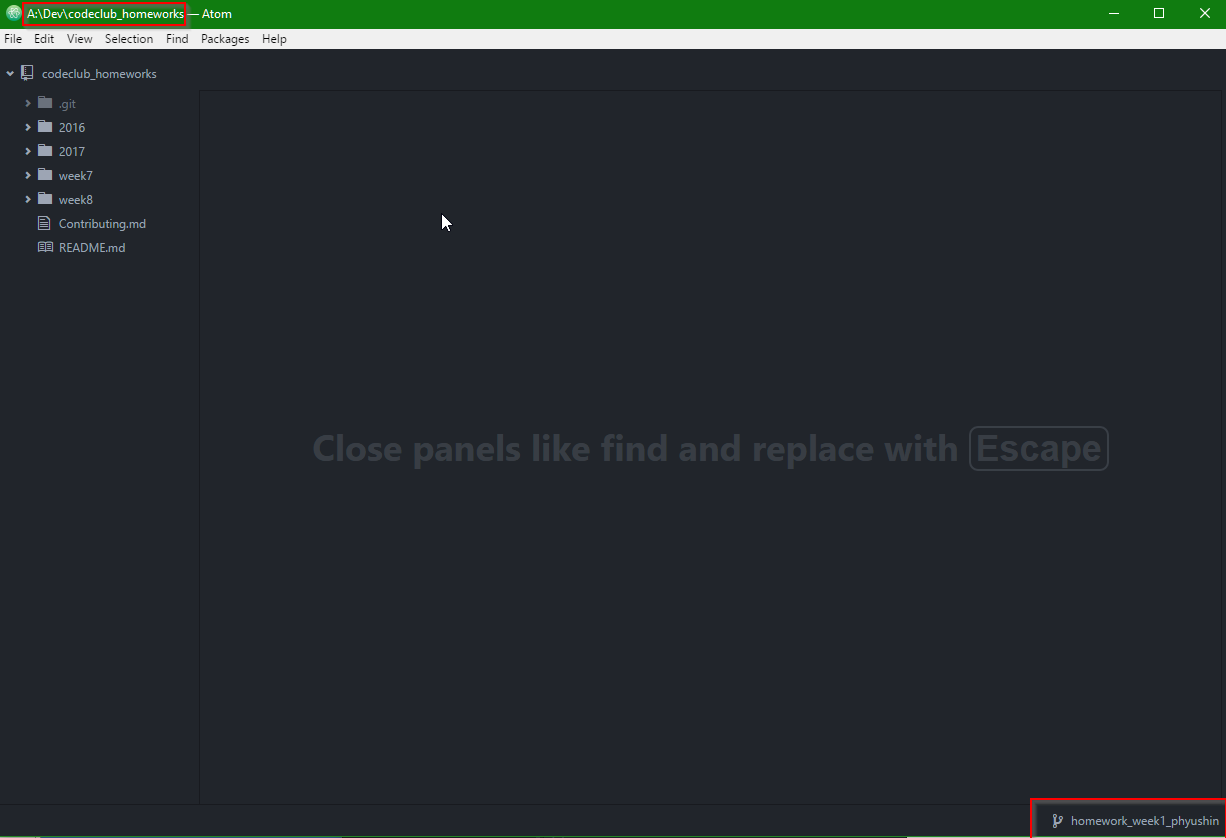 A:\Dev\codeclub_homeworks — Atom
File Edit View Selection Find Packages Help
codeclub_homeworks
.git
2016
2017
week7
week8
Contributing.md
README.md
Close panels like find and replace with Escape
homework_week1_phyushin